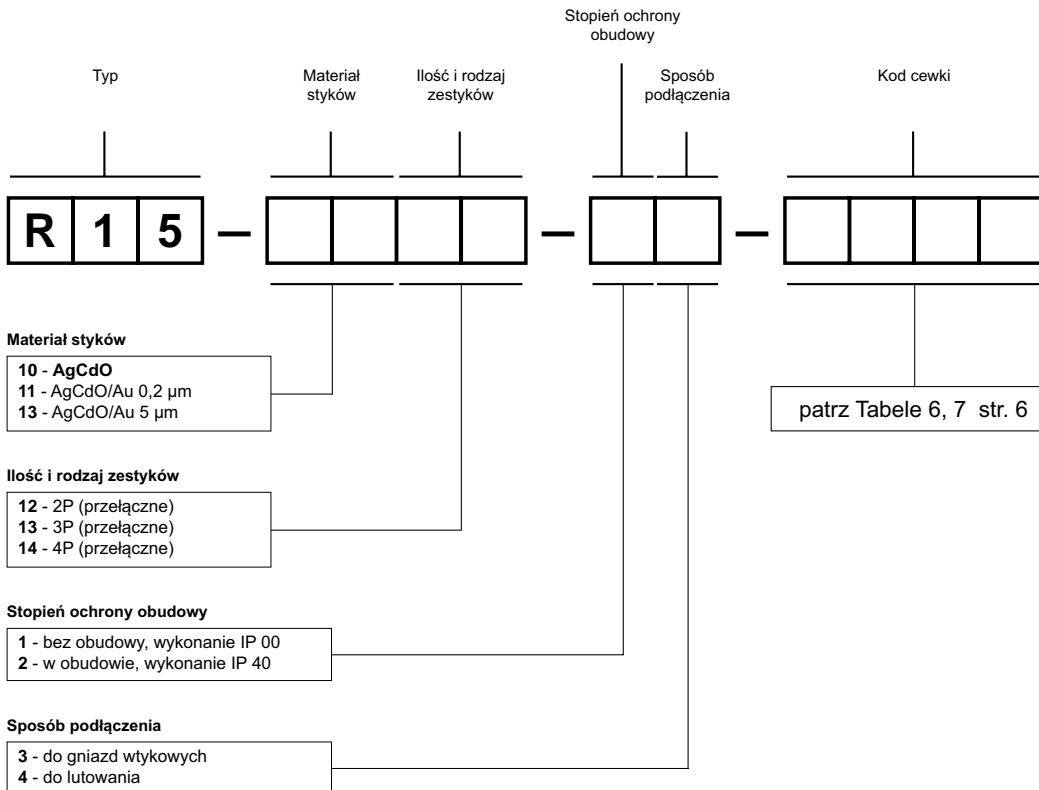 Stopień ochrony
obudowy
Typ
Materiał
styków
Ilość i rodzaj
zestyków
Sposób
podłączenia
Kod cewki
R 1 5 – – –
Materiał styków
10 - AgCdO
11 - AgCdO/Au 0,2 µm
13 - AgCdO/Au 5 µm
patrz Tabele 6, 7 str. 6
Ilość i rodzaj zestyków
12 - 2P (przełączne)
13 - 3P (przełączne)
14 - 4P (przełączne)
Stopień ochrony obudowy
1 - bez obudowy, wykonanie IP 00
2 - w obudowie, wykonanie IP 40
Sposób podłączenia
3 - do gniazd wtykowych
4 - do lutowania